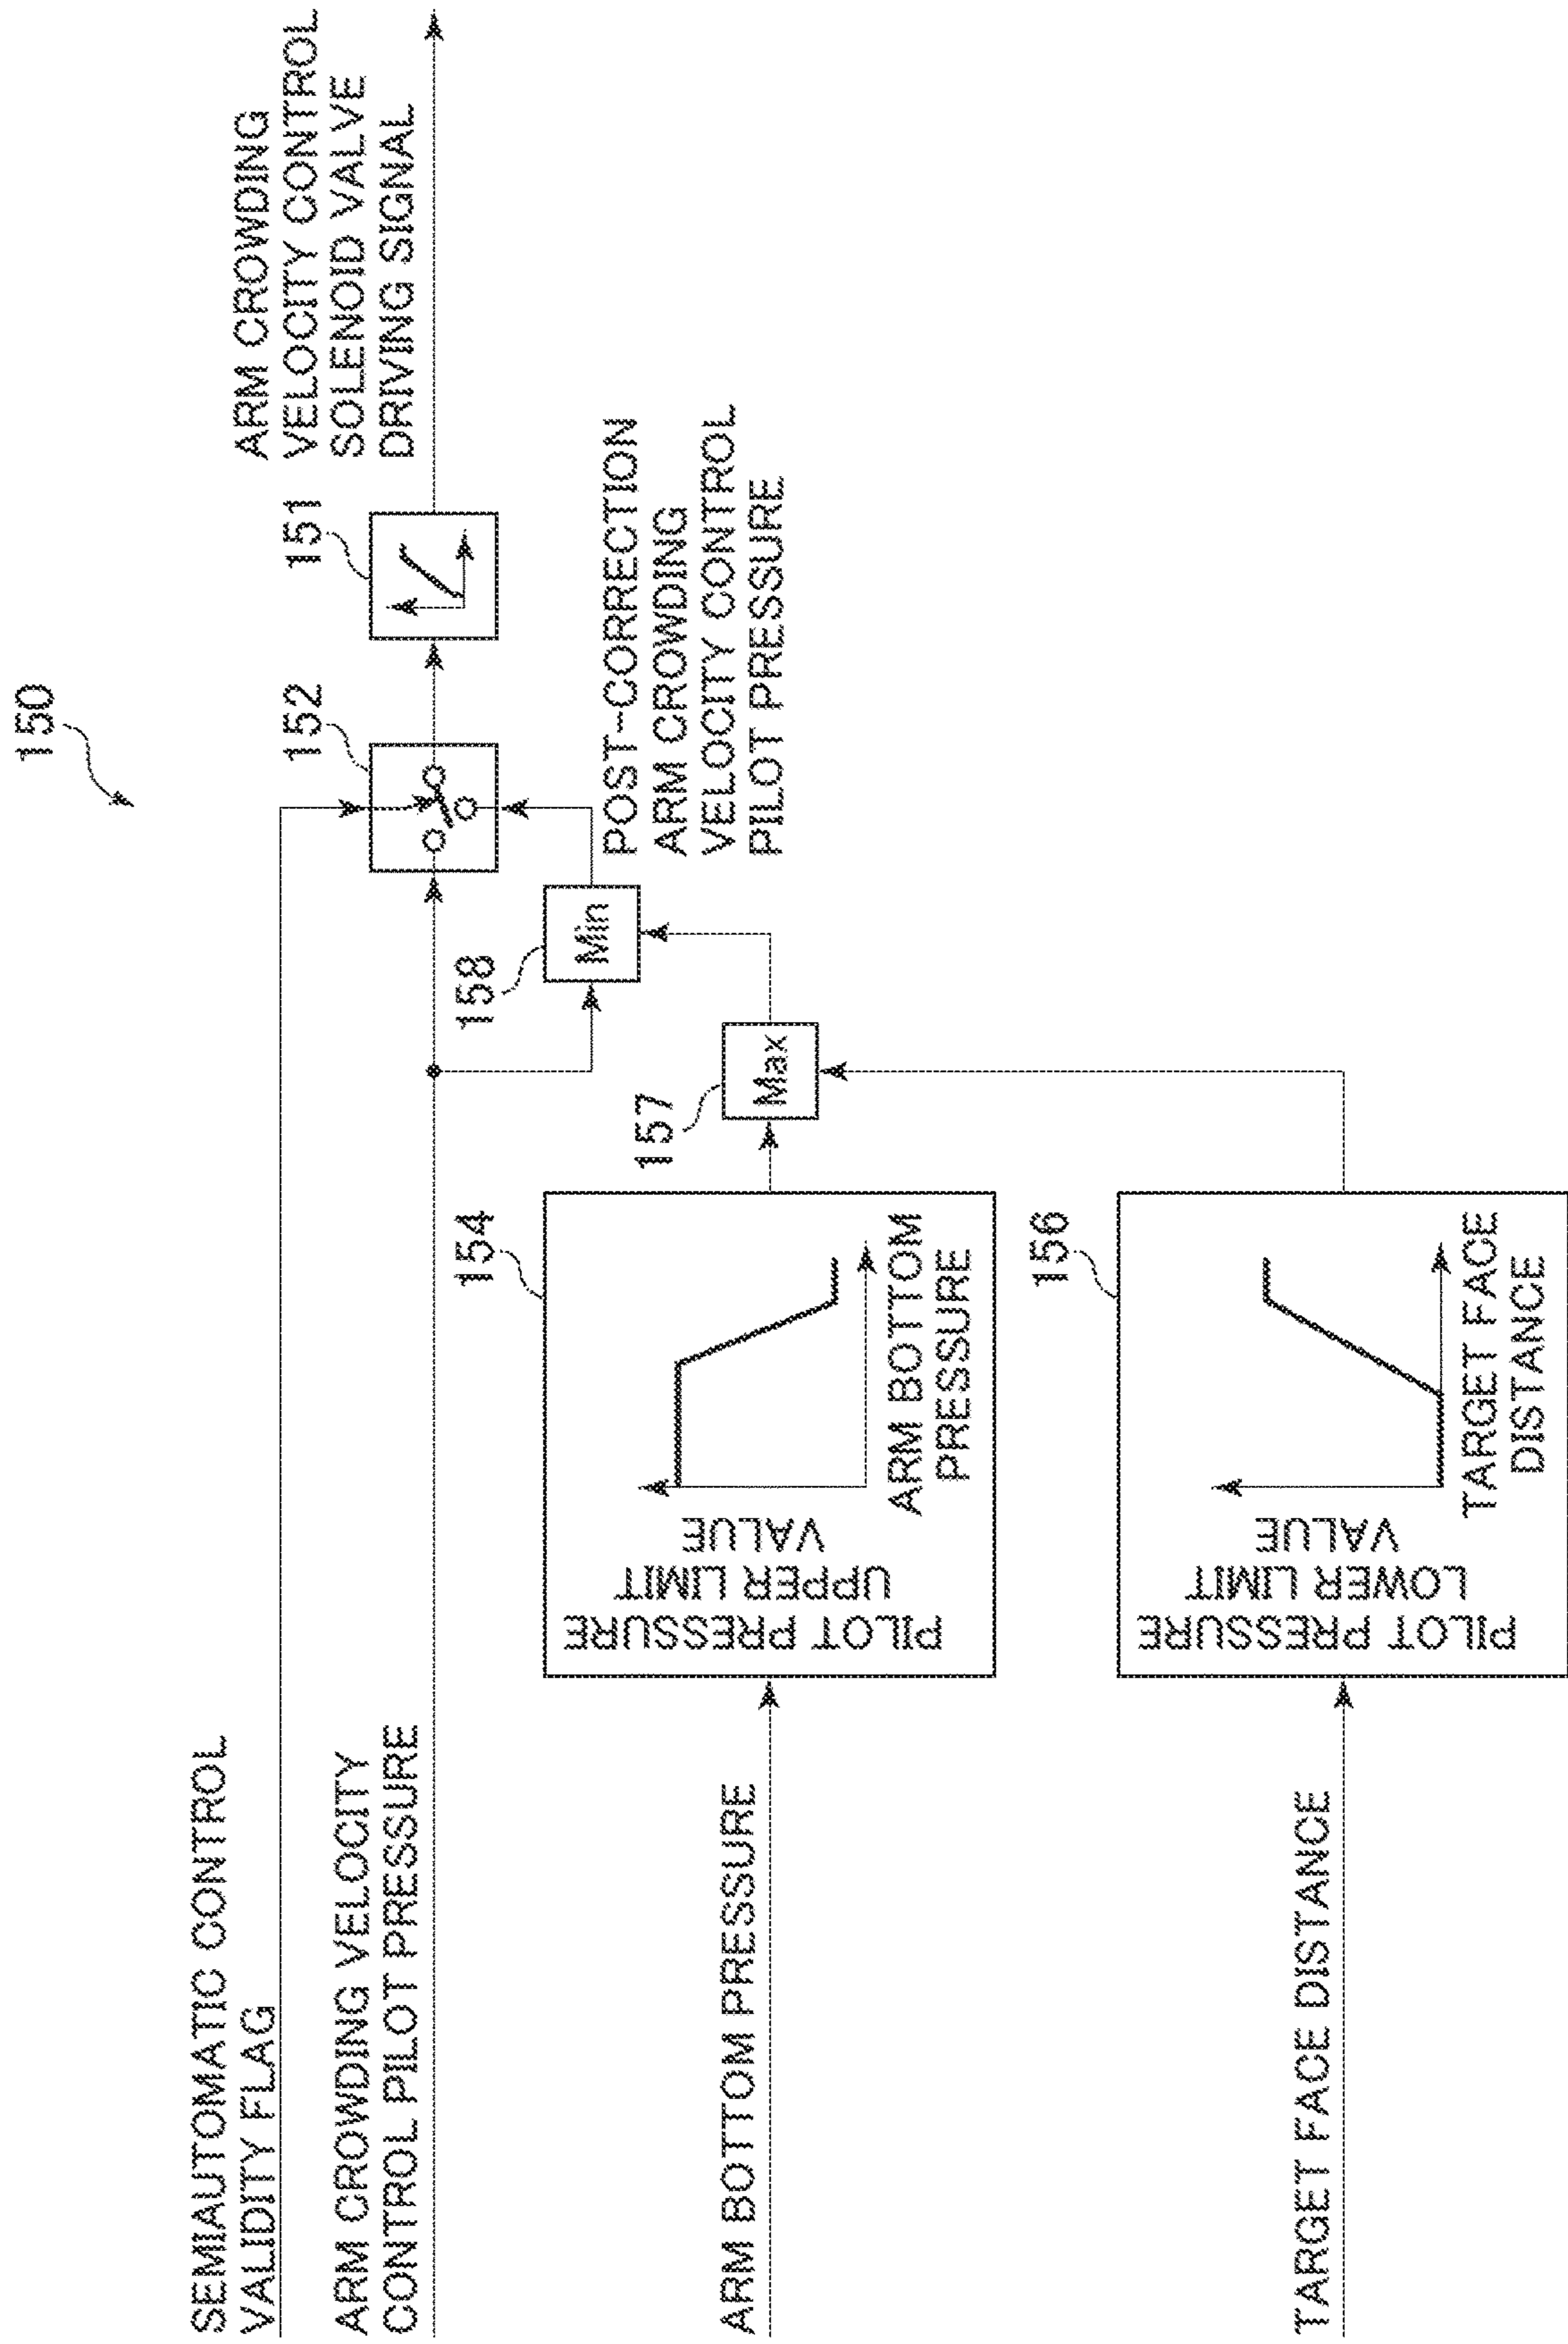 150
SEMIAUTOMATIC CONTROL
VALIDITY FLAG
ARM CROWDING VELOCITY
CONTROL PILOT PRESSURE
152
151
ARM CROWDING
VELOCITY CONTROL
SOLENOID VALVE
DRIVING SIGNAL
158
Min
POST-CORRECTION
ARM CROWDING
VELOCITY CONTROL
PILOT PRESSURE
157
Max
ARM BOTTOM PRESSURE
154
PILOT PRESSURE
UPPER LIMIT
VALUE
ARM BOTTOM
PRESSURE
TARGET FACE DISTANCE
156
PILOT PRESSURE
LOWER LIMIT
VALUE
TARGET FACE
DISTANCE